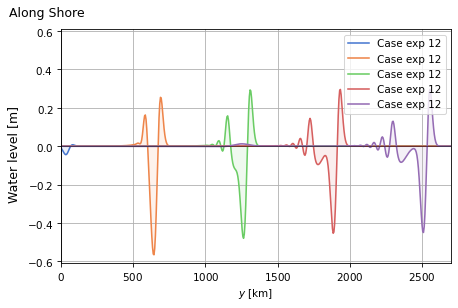 Along Shore
Water level [m]
0.6
0.4
0.2
0.0
−0.2
−0.4
−0.6
Case exp 12
Case exp 12
Case exp 12
Case exp 12
Case exp 12
0 500 1000 1500 2000 2500
y [km]